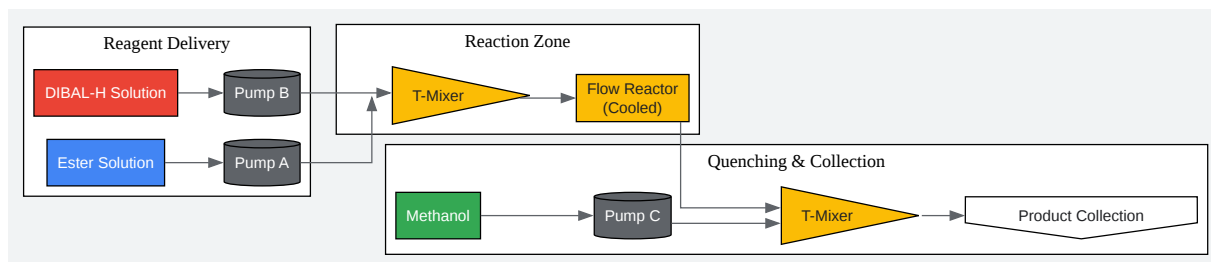 Reagent Delivery
DIBAL-H Solution
Pump B
Ester Solution
Pump A
Reaction Zone
T-Mixer
Flow Reactor
(Cooled)
Quenching & Collection
Methanol
Pump C
T-Mixer
Product Collection